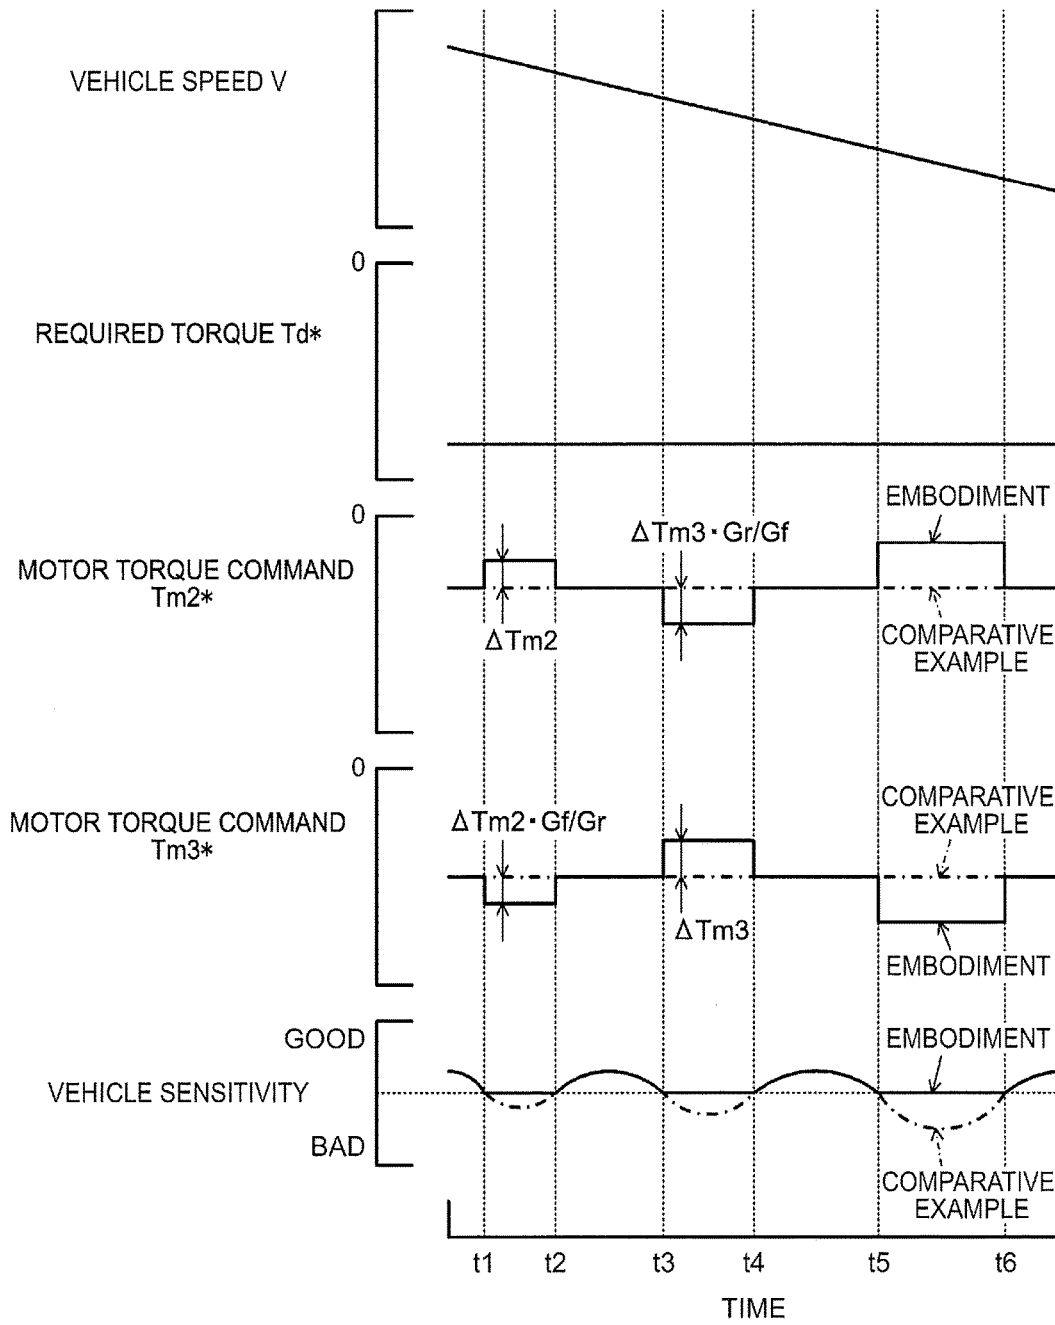 VEHICLE SPEED V
0
REQUIRED TORQUE Td*
0
EMBODIMENT
ΔTm3・Gr/Gf
MOTOR TORQUE COMMAND
Tm2*
ΔTm2
COMPARATIVE
EXAMPLE
0
COMPARATIVE
EXAMPLE
ΔTm2・Gf/Gr
MOTOR TORQUE COMMAND
Tm3*
ΔTm3
EMBODIMENT
GOOD
EMBODIMENT
VEHICLE SENSITIVITY
BAD
COMPARATIVE
EXAMPLE
t1 t2 t3 t4 t5 t6
TIME